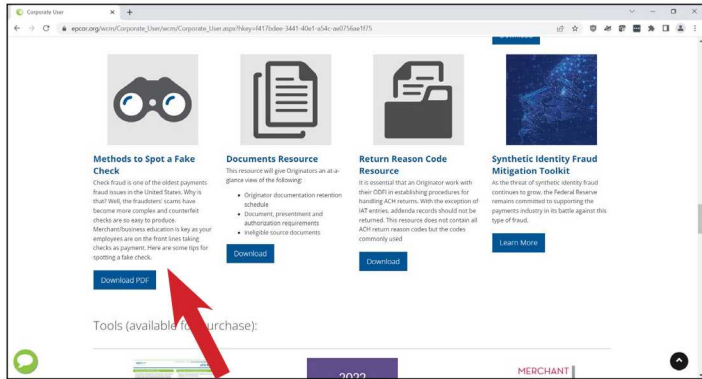 Corporate User
epcor.org/wcm/Corporate_User/wcm/Corporate_User.aspx?hkey=f417bdee-3441-40e1-a54c-ae0756ae1f75
Methods to Spot a Fake
Check
Check fraud is one of the oldest payments
fraud issues in the United States. Why is
that? Well, the fraudsters' scams have
become more complex and counterfeit
checks are so easy to produce.
Merchant/business education is key as your
employees are on the front lines taking
checks as payment. Here are some tips for
spotting a fake check.
Download PDF
Documents Resource
This resource will give Originators an at-a-
glance view of the following:
• Originator documentation retention
schedule
• Document, presentment and
authorization requirements
• Ineligible source documents
Download
Return Reason Code
Resource
It is essential that an Originator work with
their ODFI in establishing procedures for
handling ACH returns. With the exception of
IAT entries, addenda records should not be
returned. This resource does not contain all
ACH return reason codes but the codes
commonly used
Download
Synthetic Identity Fraud
Mitigation Toolkit
As the threat of synthetic identity fraud
continues to grow, the Federal Reserve
remains committed to supporting the
payments industry in its battle against this
type of fraud.
Learn More
Tools (available for purchase):
2022
MERCHANT